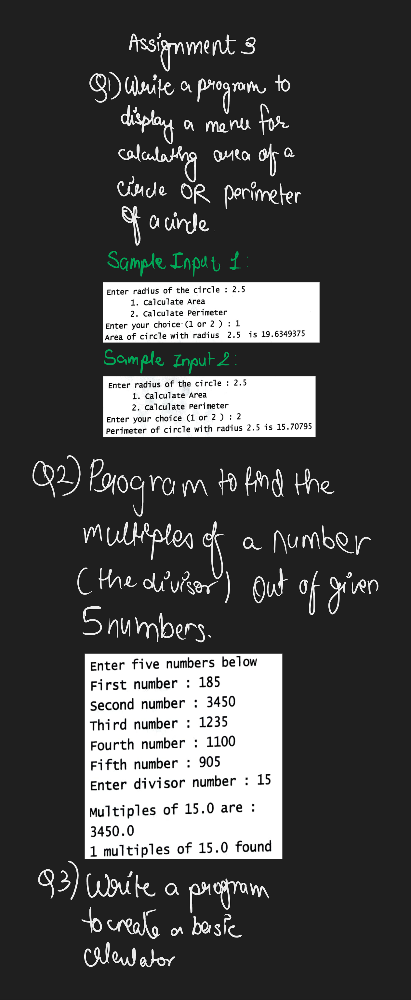 Assignment 3
Q1) Write a program to
display a menu for
calculating area of a
circle OR perimeter
of a circle.
Sample Input 1:
Enter radius of the circle : 2.5
1. Calculate Area
2. Calculate Perimeter
Enter your choice (1 or 2 ) : 1
Area of circle with radius 2.5 is 19.6349375
Sample Input 2:
Enter radius of the circle : 2.5
1. Calculate Area
2. Calculate Perimeter
Enter your choice (1 or 2 ) : 2
Perimeter of circle with radius 2.5 is 15.70795
Q2) Program to find the
multiples of a number
(the divisor) out of given
5 numbers.
Enter five numbers below
First number : 185
Second number : 3450
Third number : 1235
Fourth number : 1100
Fifth number : 905
Enter divisor number : 15
Multiples of 15.0 are :
3450.0
1 multiples of 15.0 found
Q3) Write a program
to create a basic
calculator